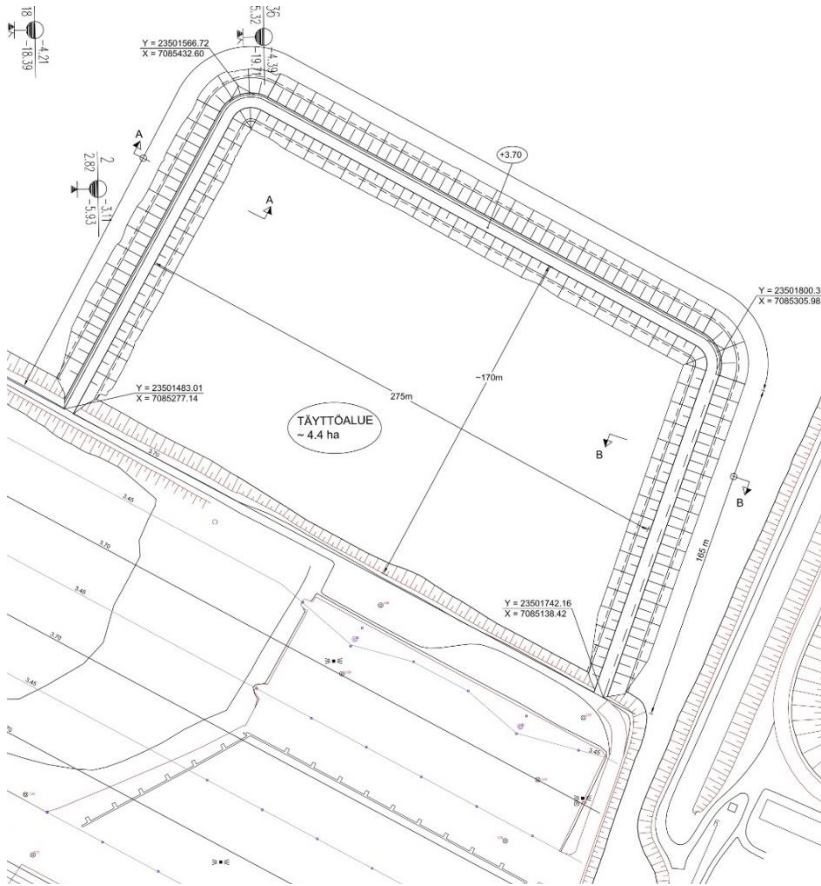 18
-4.21
-18.39
36
5.32
-4.39
Y = 23501566.72
X = 7085432.60
A
2
2.82
-3.11
-5.93
A
+3.70
Y = 23501800.3
X = 7085305.98
~170m
275m
Y = 23501483.01
X = 7085277.14
TÄYTTÖALUE
~ 4.4 ha
B
B
165 m
3.70
3.45
3.70
3.45
3.70
3.45
Y = 23501742.16
X = 7085138.42
3.45